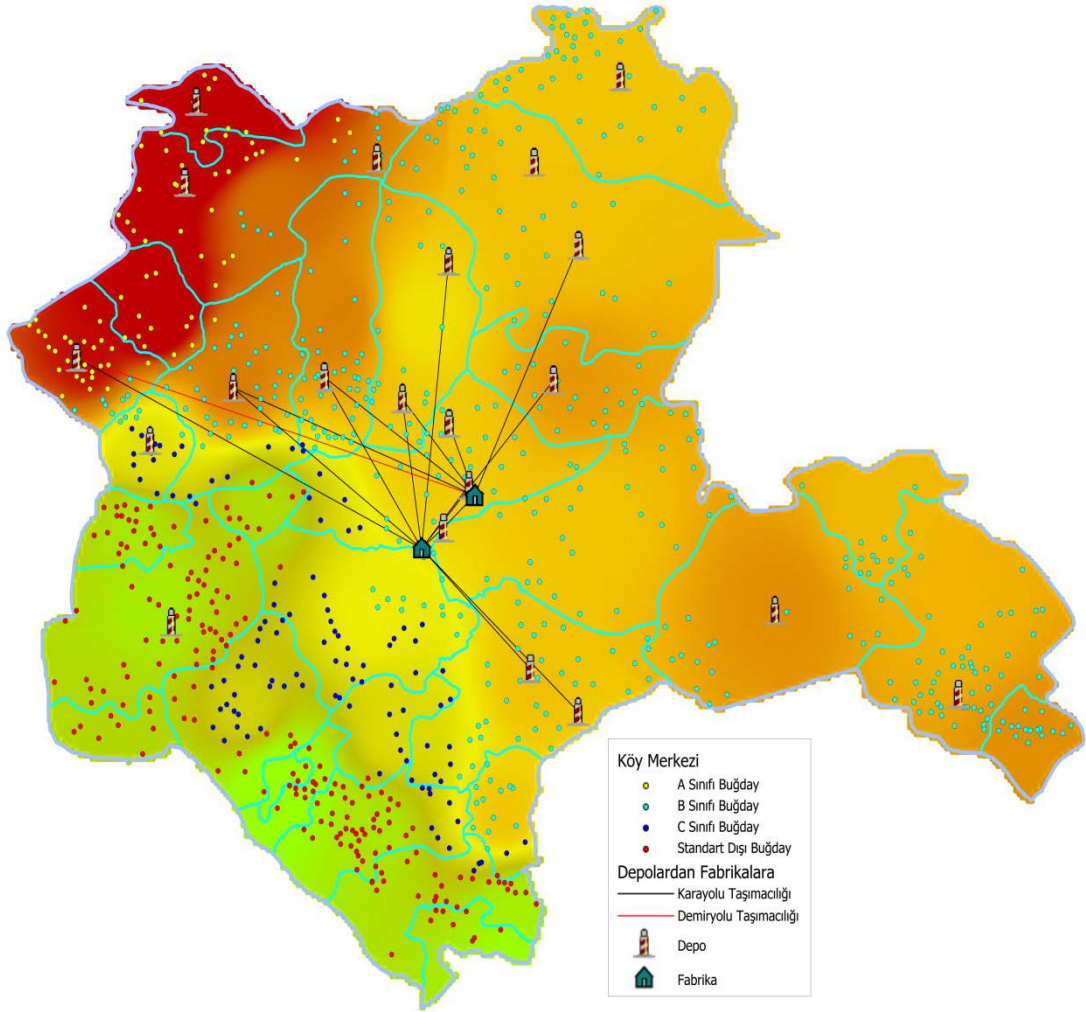 Köy Merkezi
A Sınıfı Buğday
B Sınıfı Buğday
C Sınıfı Buğday
Standart Dışı Buğday
Depolardan Fabrikalara
Karayolu Taşımacılığı
Demiryolu Taşımacılığı
Depo
Fabrika